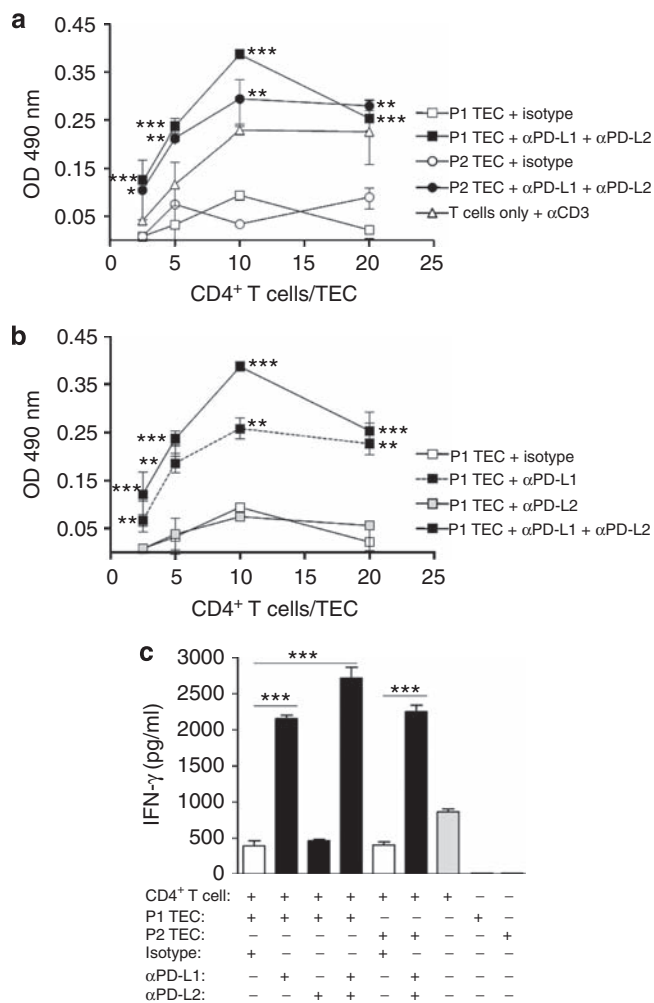 a
0.45
0.35
0.25
0.15
0.05
OD 490 nm
***
***
**
**
**
***
***
*
0 5 10 15 20 25
CD4+ T cells/TEC
P1 TEC + isotype
P1 TEC + αPD-L1 + αPD-L2
P2 TEC + isotype
P2 TEC + αPD-L1 + αPD-L2
T cells only + αCD3
b
0.45
0.35
0.25
0.15
0.05
OD 490 nm
***
***
**
**
***
**
***
**
0 5 10 15 20 25
CD4+ T cells/TEC
P1 TEC + isotype
P1 TEC + αPD-L1
P1 TEC + αPD-L2
P1 TEC + αPD-L1 + αPD-L2
c
3000
2500
2000
1500
1000
500
0
IFN-γ (pg/ml)
***
***
***
CD4+ T cell: + + + + + + + – –
P1 TEC: + + + + – – – + –
P2 TEC: – – – – + + – – +
Isotype: + – – – + – – – –
αPD-L1: – + – + – + – – –
αPD-L2: – – + + – + – – –